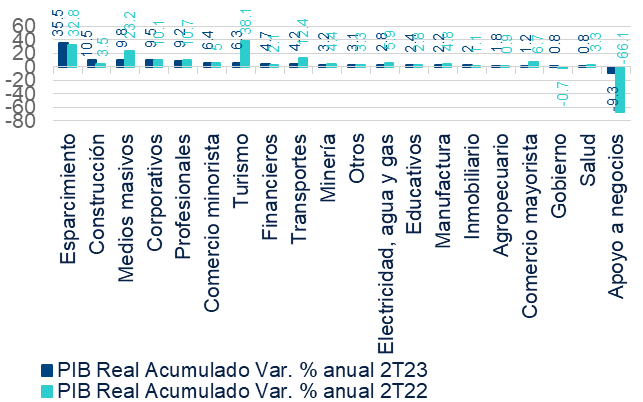 60
40
20
0
-20
-40
-60
-80
35.5 32.8 10.5 3.5 9.8 23.2 9.5 10.1 9.2 10.7 6.4 5 6.3 38.1 4.7 2.1 4.2 12.4 3.2 4.4 3.1 3.3 2.8 5.9 2.4 2.8 2.2 4.8 2 1.1 1.8 0.9 1.2 6.7 0.8 -0.7 0.8 3.3 -9.3 -66.1
Esparcimiento
Construcción
Medios masivos
Corporativos
Profesionales
Comercio minorista
Turismo
Financieros
Transportes
Minería
Otros
Electricidad, agua y gas
Educativos
Manufactura
Inmobiliario
Agropecuario
Comercio mayorista
Gobierno
Salud
Apoyo a negocios
PIB Real Acumulado Var. % anual 2T23
PIB Real Acumulado Var. % anual 2T22